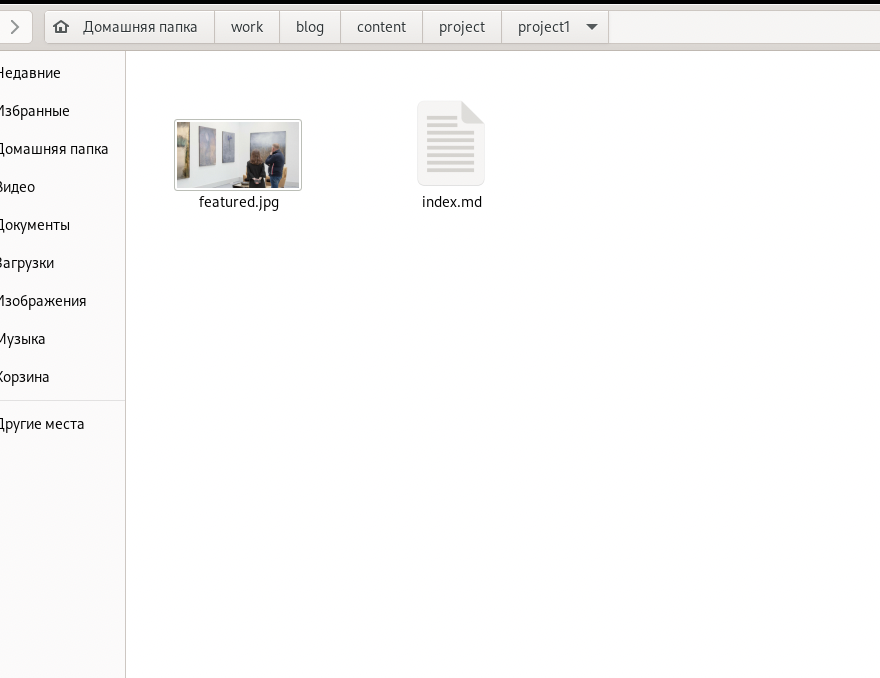 Домашняя папка work blog content project project1
Недавние
Избранные
Домашняя папка
Видео
Документы
Загрузки
Изображения
Музыка
Корзина
Другие места
featured.jpg
index.md